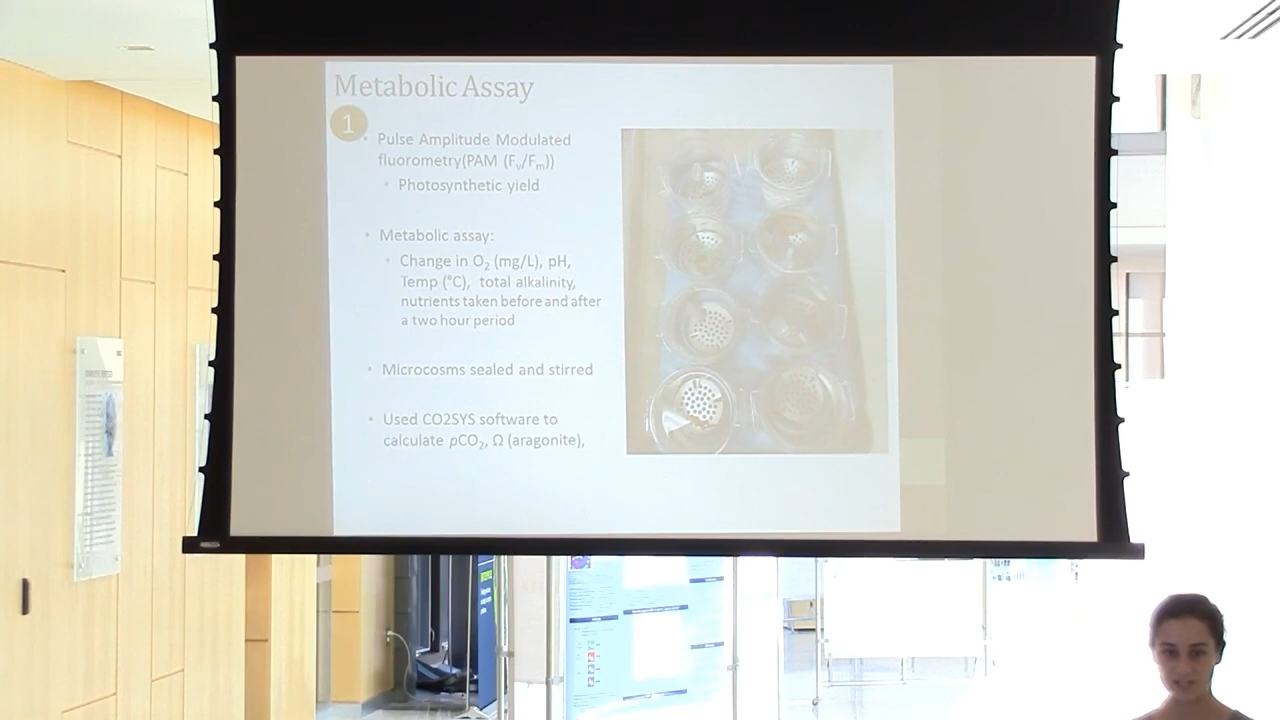 Metabolic Assay
1
• Pulse Amplitude Modulated
fluorometry(PAM (Fv/Fm))
• Photosynthetic yield
• Metabolic assay:
• Change in O2 (mg/L), pH,
Temp (°C), total alkalinity,
nutrients taken before and after
a two hour period
• Microcosms sealed and stirred
• Used CO2SYS software to
calculate pCO2, Ω (aragonite),